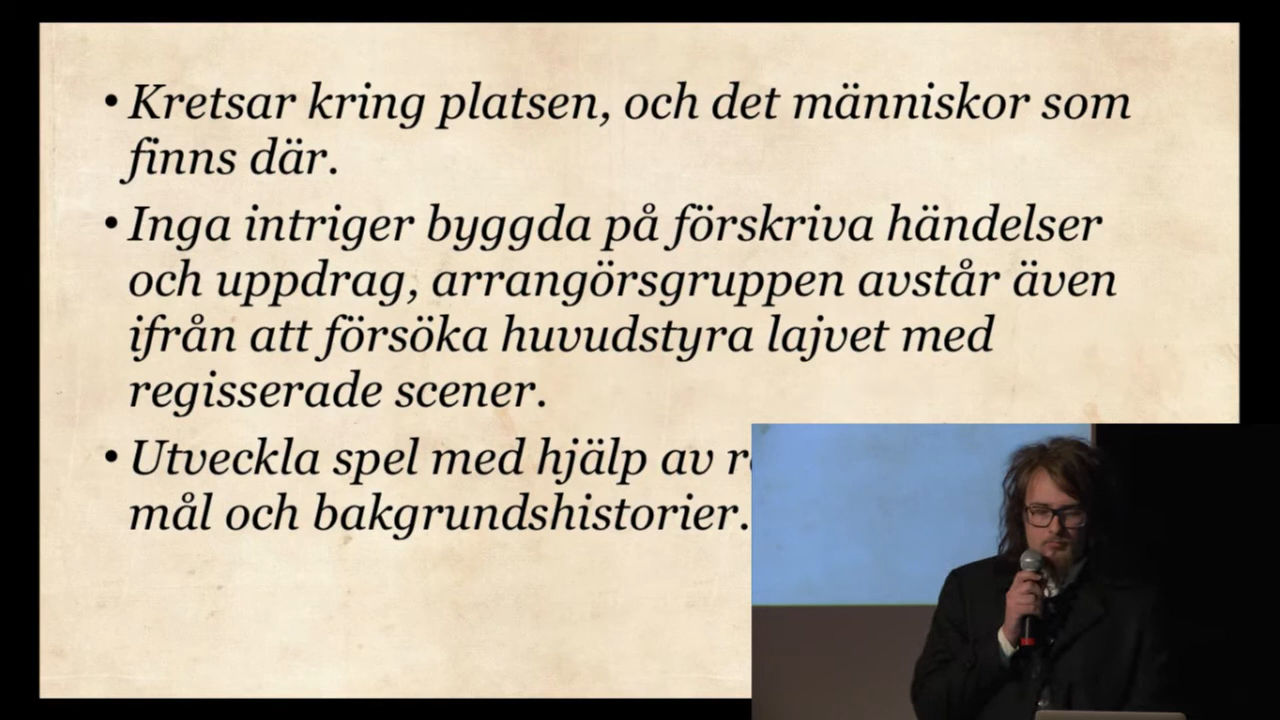 • Kretsar kring platsen, och det människor som
finns där.
• Inga intriger byggda på förskriva händelser
och uppdrag, arrangörsgruppen avstår även
ifrån att försöka huvudstyra lajvet med
regisserade scener.
• Utveckla spel med hjälp av
mål och bakgrundshistorier.